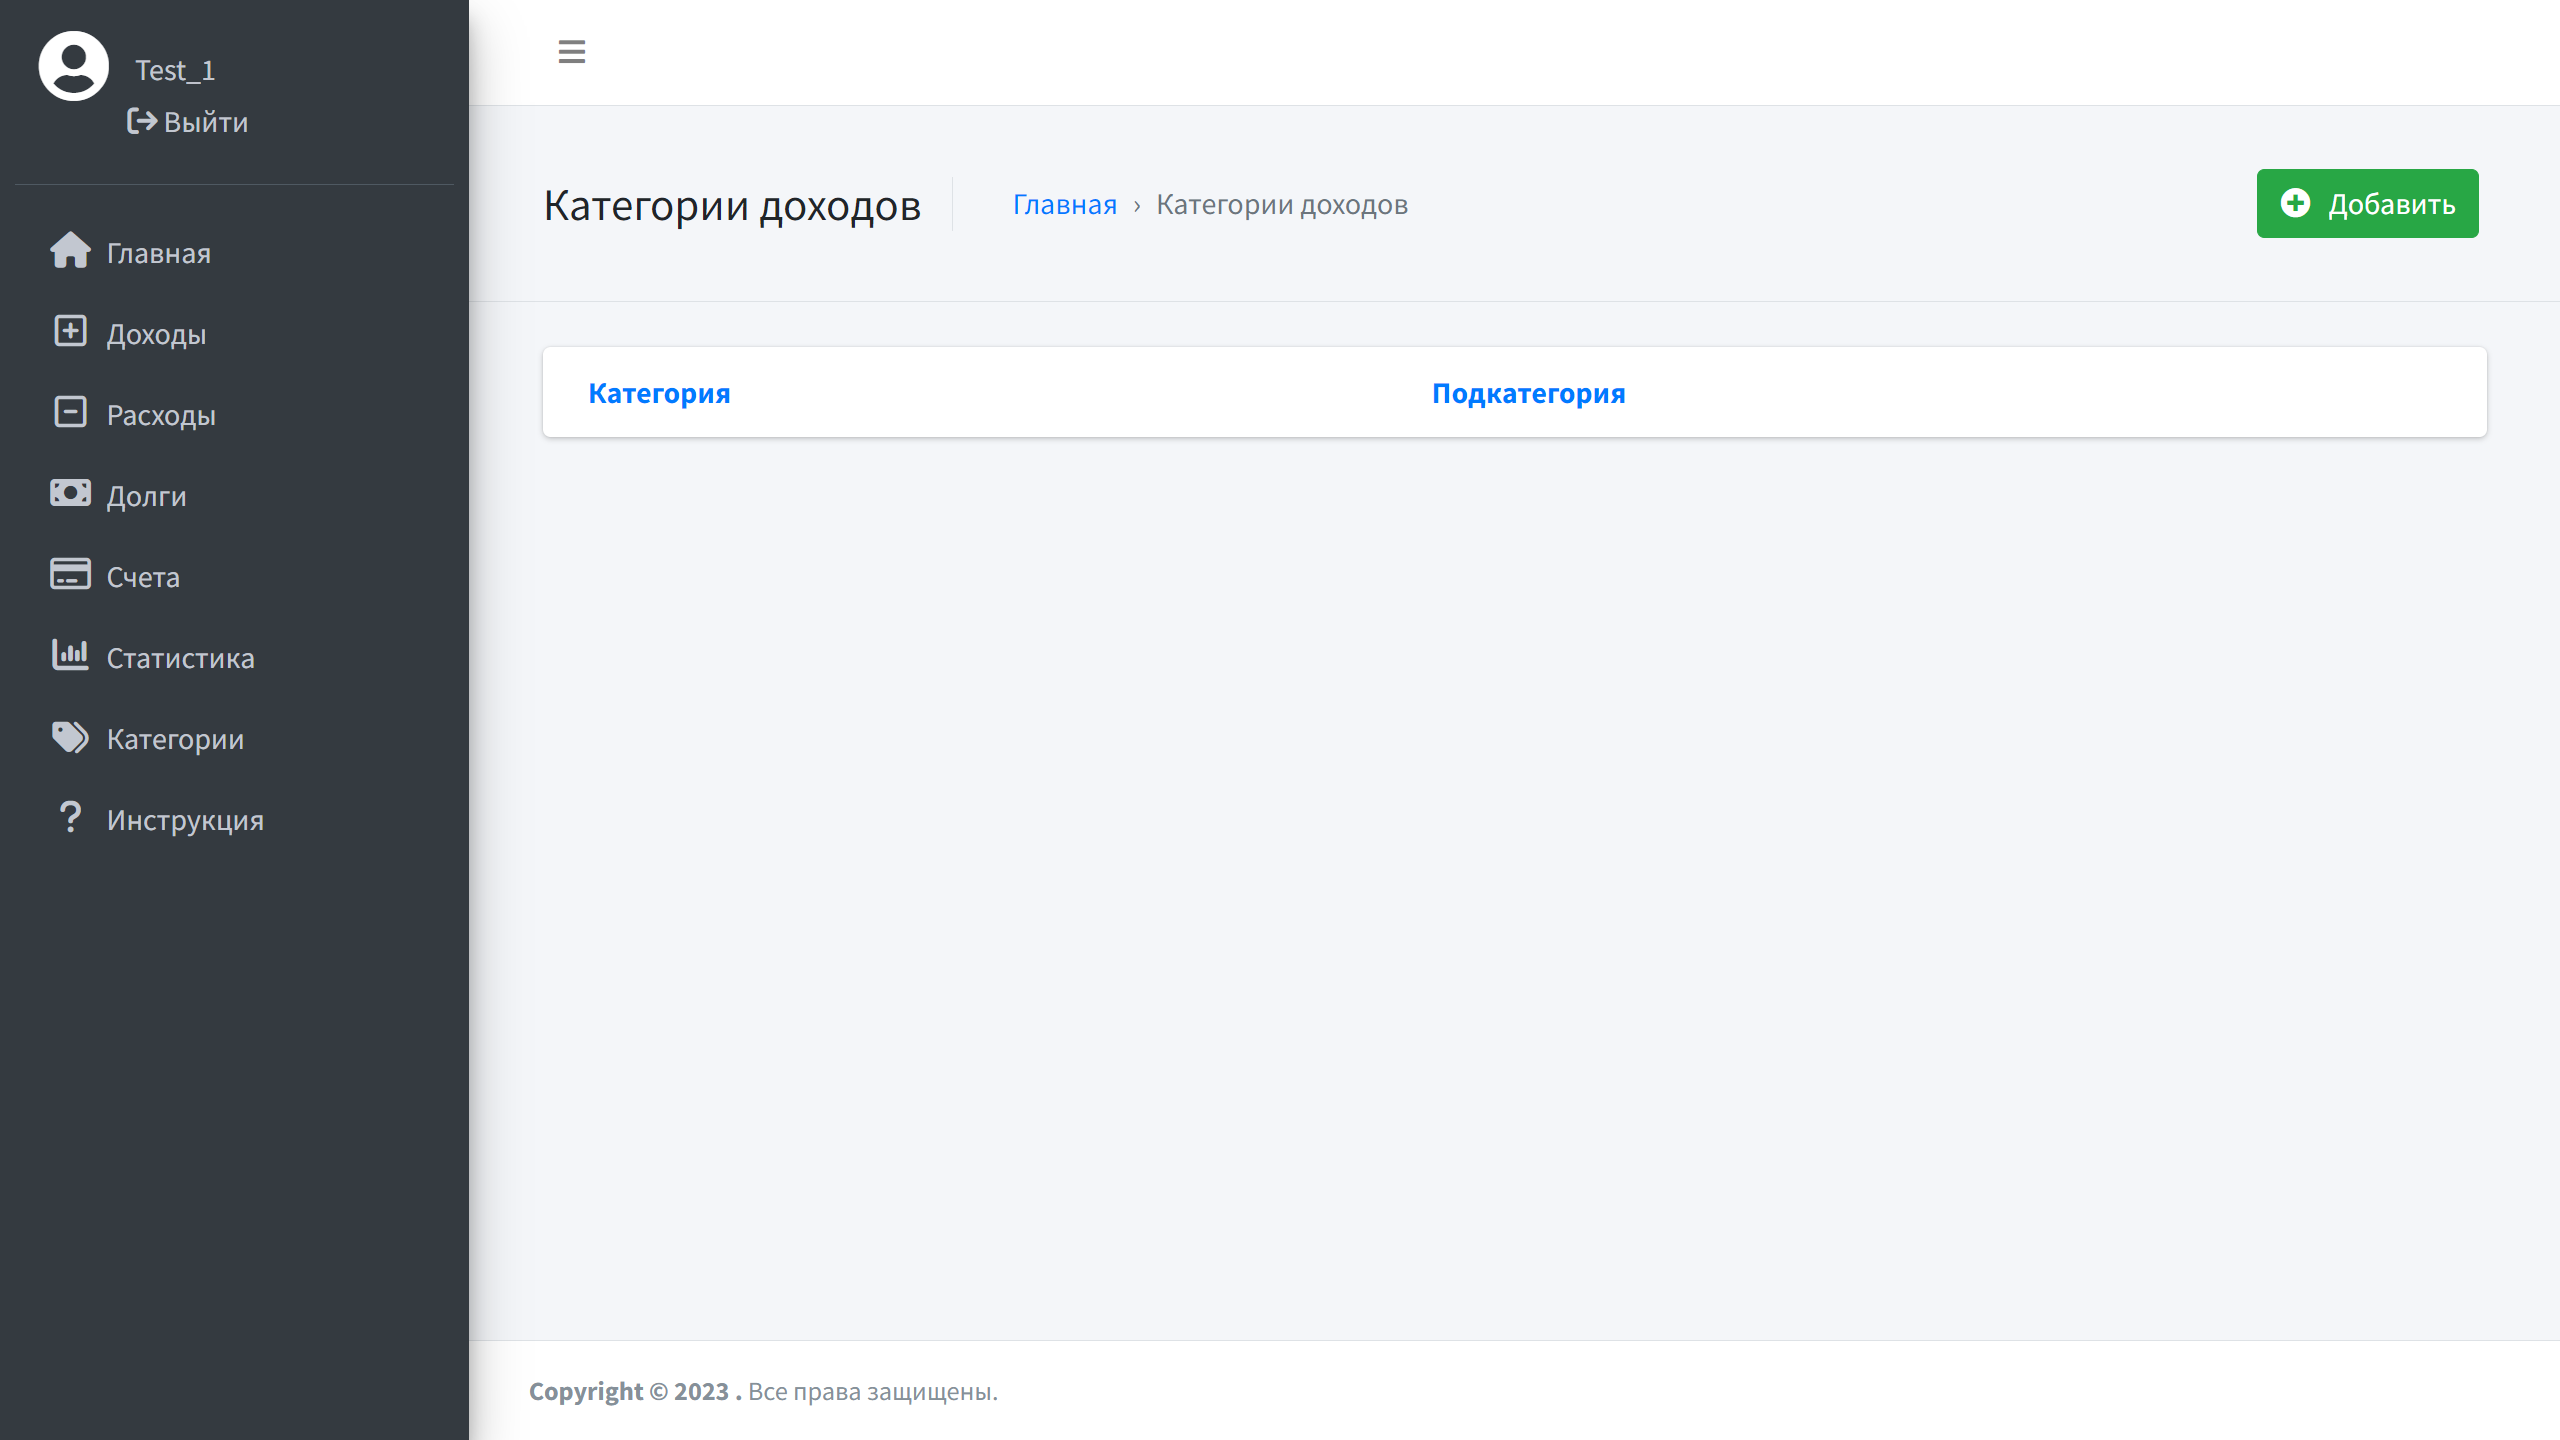 Test_1
Выйти
Главная
Доходы
Расходы
Долги
Счета
Статистика
Категории
Инструкция
Категории доходов
Главная › Категории доходов
Добавить
Категория Подкатегория
Copyright © 2023 . Все права защищены.